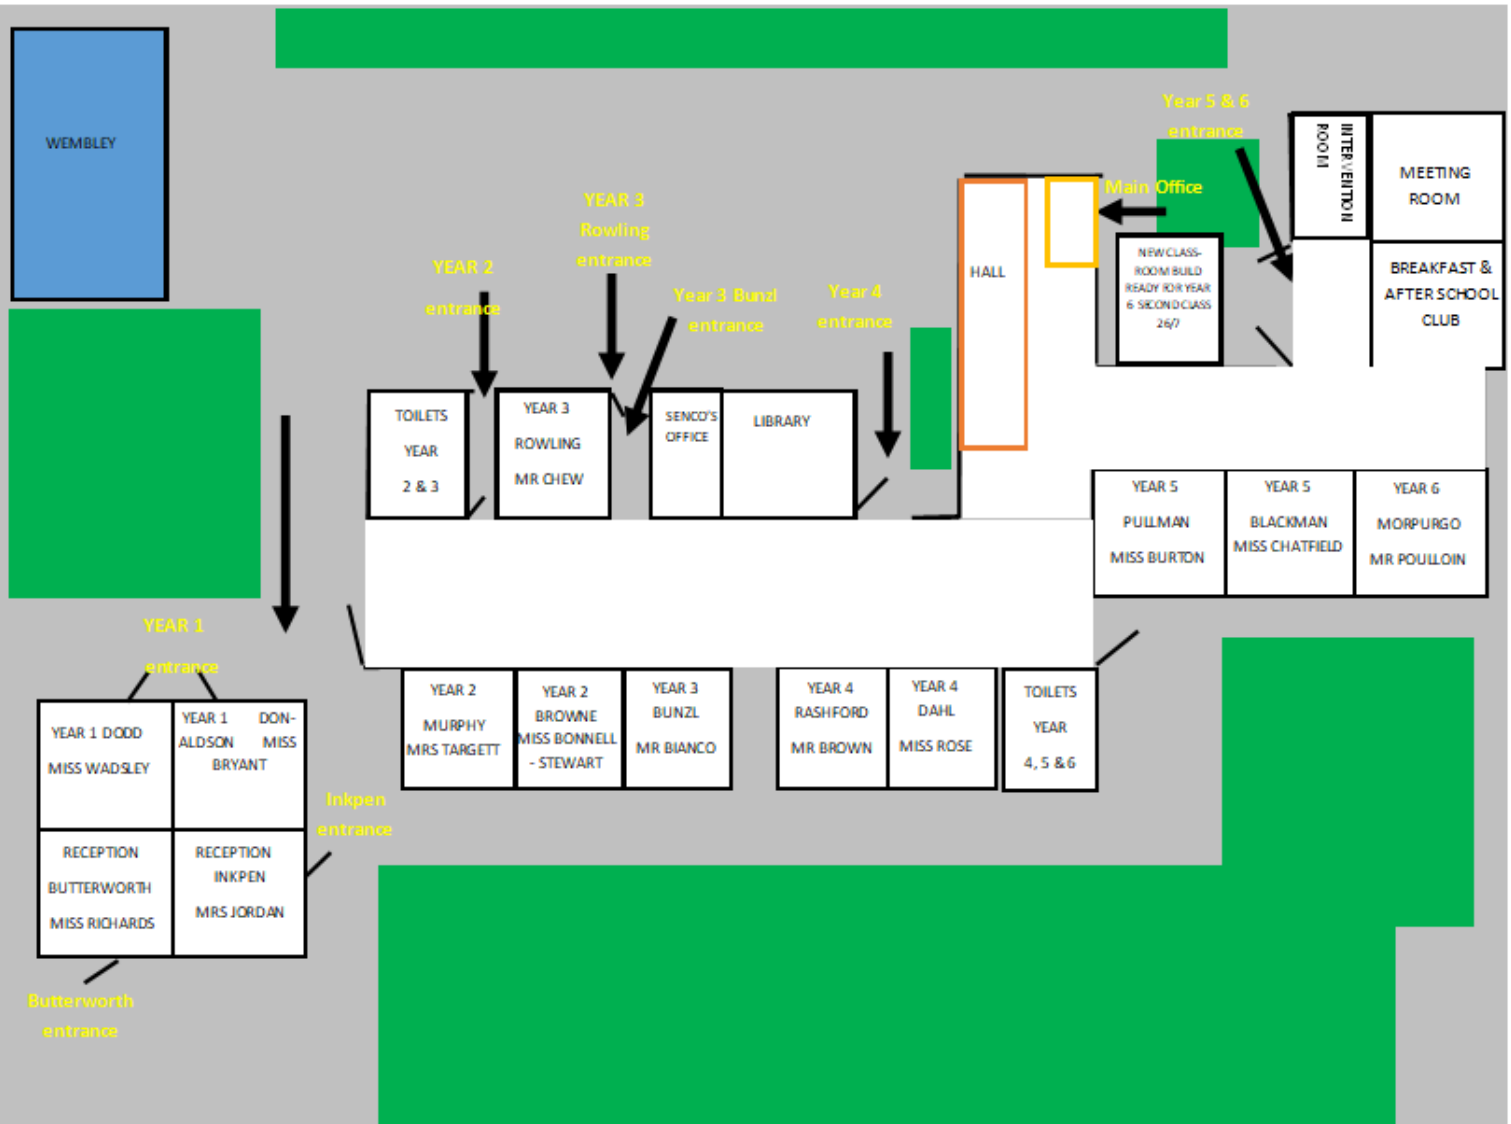 WEMBLEY
Year 5 & 6
entrance
INTERVENTION
ROOM
MEETING
ROOM
Main Office
YEAR 3
Rowling
entrance
YEAR 2
entrance
Year 3 Bunzl
entrance
Year 4
entrance
HALL
NEW CLASS-
ROOM BUILD
READY FOR YEAR
6 SECOND CLASS
26/7
BREAKFAST &
AFTER SCHOOL
CLUB
TOILETS
YEAR
2 & 3
YEAR 3
ROWLING
MR CHEW
SENCO'S
OFFICE
LIBRARY
YEAR 5
PULLMAN
MISS BURTON
YEAR 5
BLACKMAN
MISS CHATFIELD
YEAR 6
MORPURGO
MR POULLOIN
YEAR 1
entrance
YEAR 1 DODD
MISS WADSLEY
YEAR 1 DON-
ALDSON MISS
BRYANT
YEAR 2
MURPHY
MRS TARGETT
YEAR 2
BROWNE
MISS BONNELL
- STEWART
YEAR 3
BUNZL
MR BIANCO
YEAR 4
RASHFORD
MR BROWN
YEAR 4
DAHL
MISS ROSE
TOILETS
YEAR
4, 5 & 6
Inkpen
entrance
RECEPTION
BUTTERWORTH
MISS RICHARDS
RECEPTION
INKPEN
MRS JORDAN
Butterworth
entrance